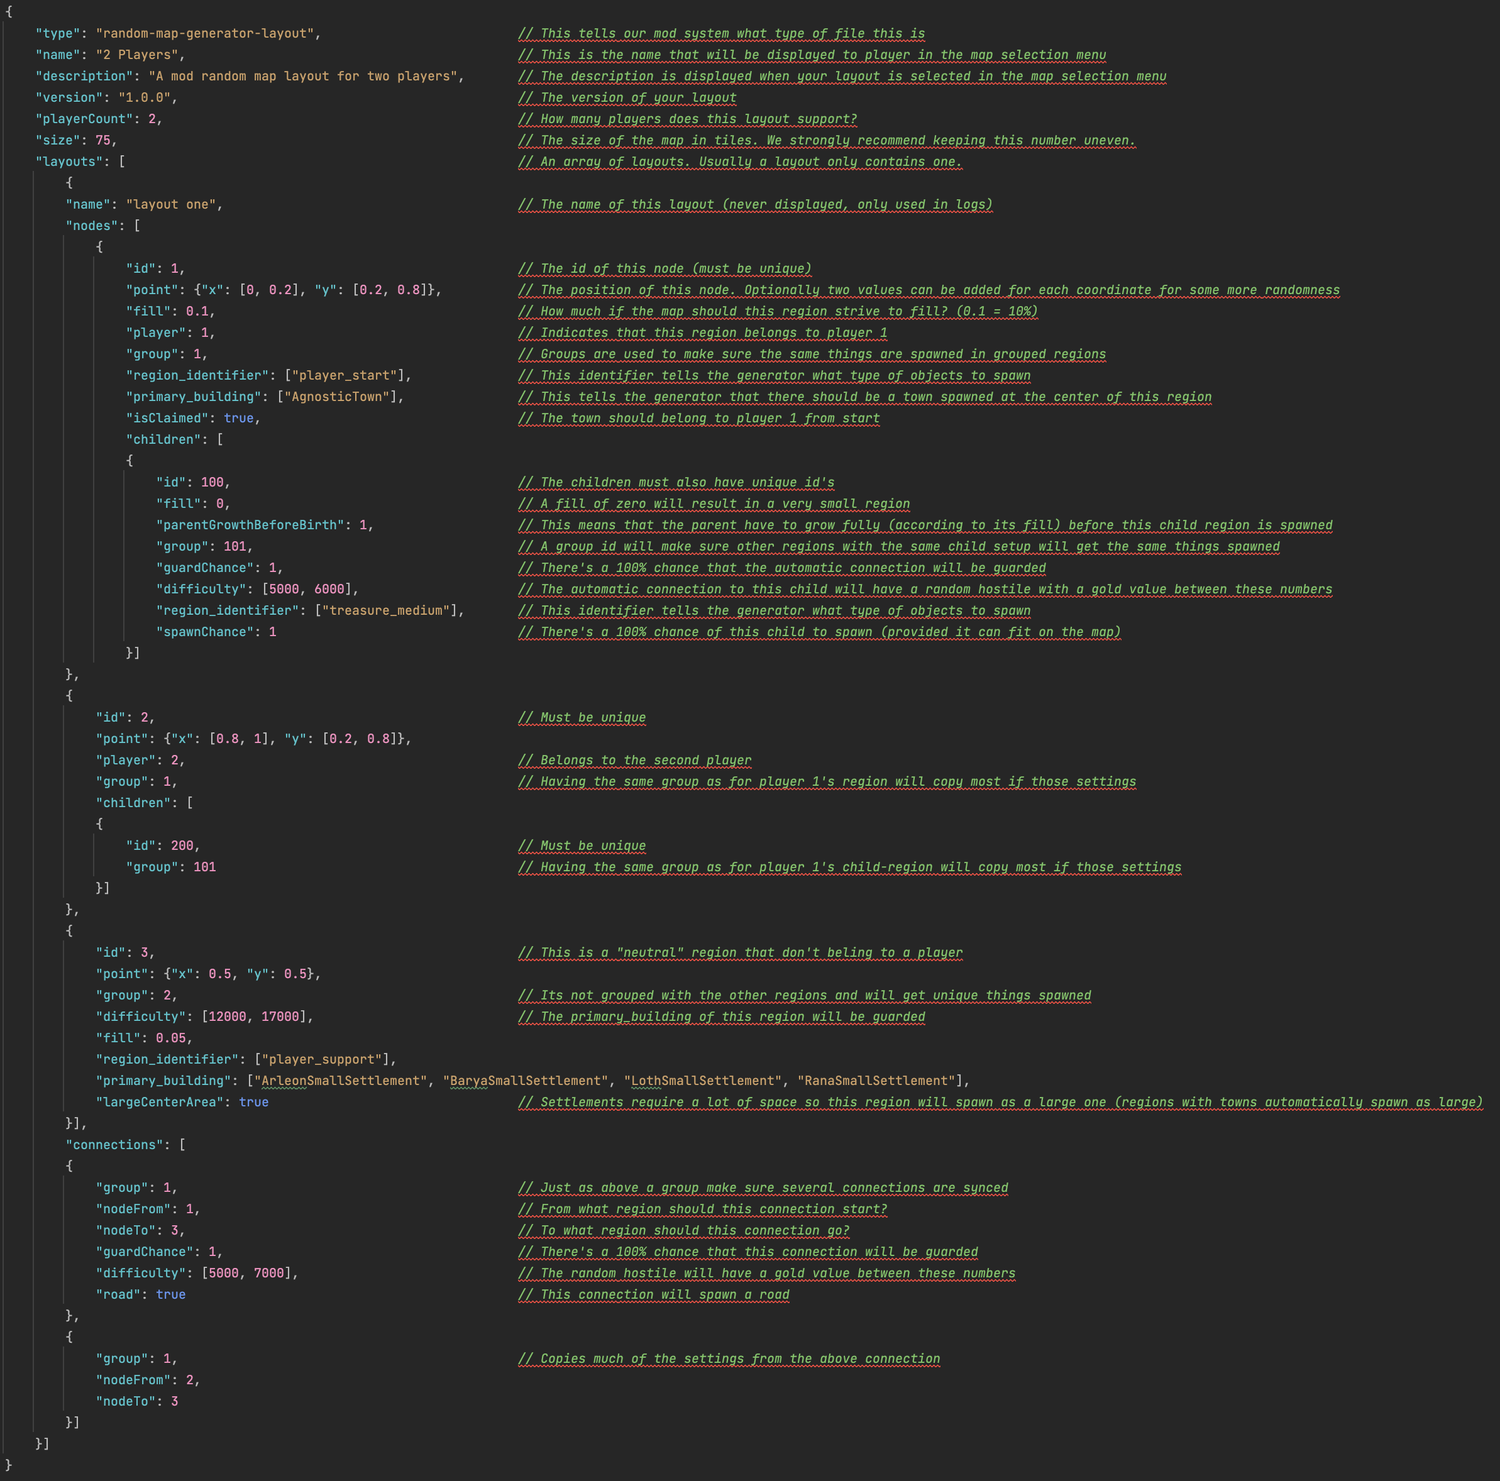 {
"type": "random-map-generator-layout", // This tells our mod system what type of file this is
"name": "2 Players", // This is the name that will be displayed to player in the map selection menu
"description": "A mod random map layout for two players", // The description is displayed when your layout is selected in the map selection menu
"version": "1.0.0", // The version of your layout
"playerCount": 2, // How many players does this layout support?
"size": 75, // The size of the map in tiles. We strongly recommend keeping this number uneven.
"layouts": [ // An array of layouts. Usually a layout only contains one.
{
"name": "layout one", // The name of this layout (never displayed, only used in logs)
"nodes": [
{
"id": 1, // The id of this node (must be unique)
"point": {"x": [0, 0.2], "y": [0.2, 0.8]}, // The position of this node. Optionally two values can be added for each coordinate for some more randomness
"fill": 0.1, // How much if the map should this region strive to fill? (0.1 = 10%)
"player": 1, // Indicates that this region belongs to player 1
"group": 1, // Groups are used to make sure the same things are spawned in grouped regions
"region_identifier": ["player_start"], // This identifier tells the generator what type of objects to spawn
"primary_building": ["AgnosticTown"], // This tells the generator that there should be a town spawned at the center of this region
"isClaimed": true, // The town should belong to player 1 from start
"children": [
{
"id": 100, // The children must also have unique id's
"fill": 0, // A fill of zero will result in a very small region
"parentGrowthBeforeBirth": 1, // This means that the parent have to grow fully (according to its fill) before this child region is spawned
"group": 101, // A group id will make sure other regions with the same child setup will get the same things spawned
"guardChance": 1, // There's a 100% chance that the automatic connection will be guarded
"difficulty": [5000, 6000], // The automatic connection to this child will have a random hostile with a gold value between these numbers
"region_identifier": ["treasure_medium"], // This identifier tells the generator what type of objects to spawn
"spawnChance": 1 // There's a 100% chance of this child to spawn (provided it can fit on the map)
}]
},
{
"id": 2, // Must be unique
"point": {"x": [0.8, 1], "y": [0.2, 0.8]},
"player": 2, // Belongs to the second player
"group": 1, // Having the same group as for player 1's region will copy most if those settings
"children": [
{
"id": 200, // Must be unique
"group": 101 // Having the same group as for player 1's child-region will copy most if those settings
}]
},
{
"id": 3, // This is a "neutral" region that don't beling to a player
"point": {"x": 0.5, "y": 0.5},
"group": 2, // Its not grouped with the other regions and will get unique things spawned
"difficulty": [12000, 17000], // The primary_building of this region will be guarded
"fill": 0.05,
"region_identifier": ["player_support"],
"primary_building": ["ArleonSmallSettlement", "BaryaSmallSettlement", "LothSmallSettlement", "RanaSmallSettlement"],
"largeCenterArea": true // Settlements require a lot of space so this region will spawn as a large one (regions with towns automatically spawn as large)
}],
"connections": [
{
"group": 1, // Just as above a group make sure several connections are synced
"nodeFrom": 1, // From what region should this connection start?
"nodeTo": 3, // To what region should this connection go?
"guardChance": 1, // There's a 100% chance that this connection will be guarded
"difficulty": [5000, 7000], // The random hostile will have a gold value between these numbers
"road": true // This connection will spawn a road
},
{
"group": 1, // Copies much of the settings from the above connection
"nodeFrom": 2,
"nodeTo": 3
}]
}]
}